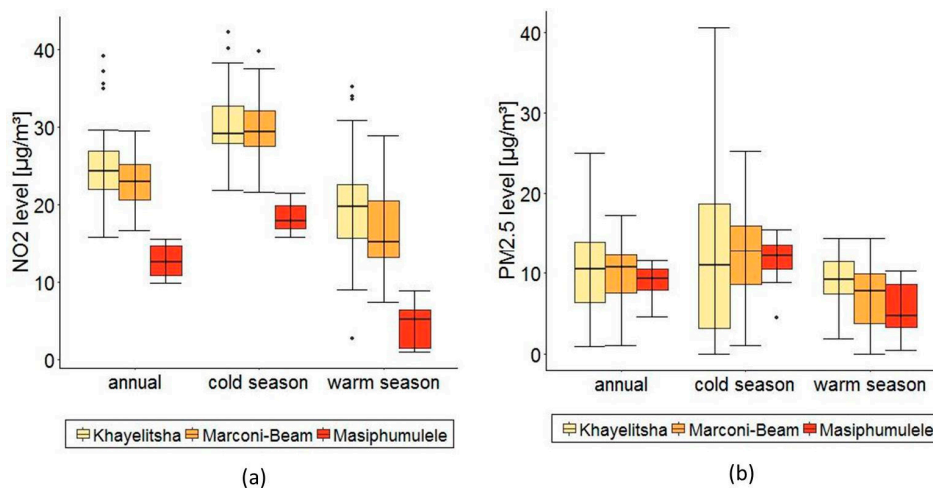 NO2 level [µg/m³]
40
30
20
10
0
annual cold season warm season
Khayelitsha Marconi-Beam Masiphumulele
(a)
PM2.5 level [µg/m³]
40
30
20
10
0
annual cold season warm season
Khayelitsha Marconi-Beam Masiphumulele
(b)